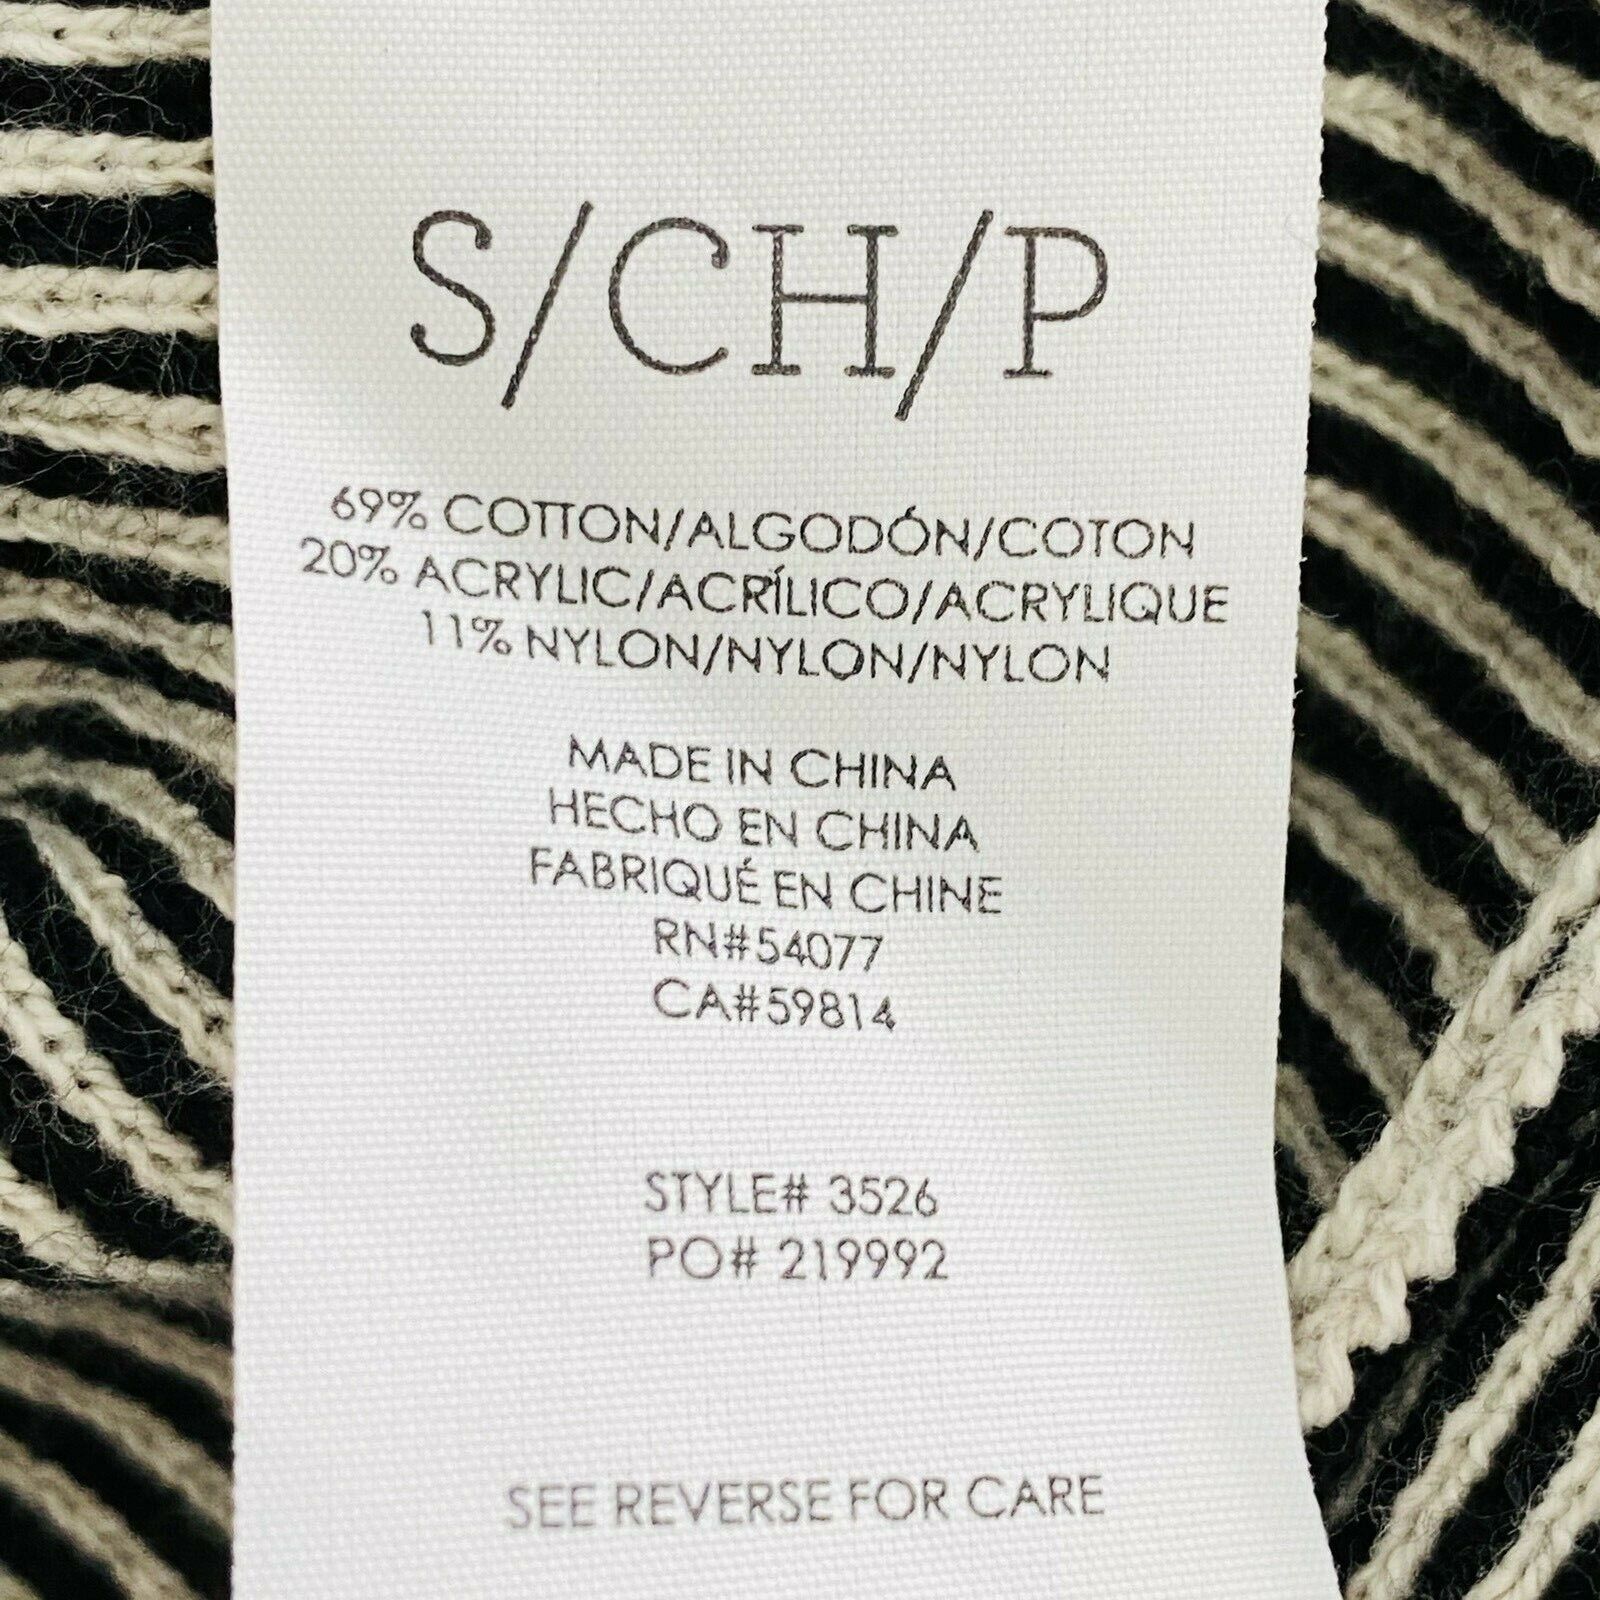 S/CH/P
69% COTTON/ALGODÓN/COTON
20% ACRYLIC/ACRÍLICO/ACRYLIQUE
11% NYLON/NYLON/NYLON
MADE IN CHINA
HECHO EN CHINA
FABRIQUÉ EN CHINE
RN#54077
CA#59814
STYLE# 3526
PO# 219992
SEE REVERSE FOR CARE